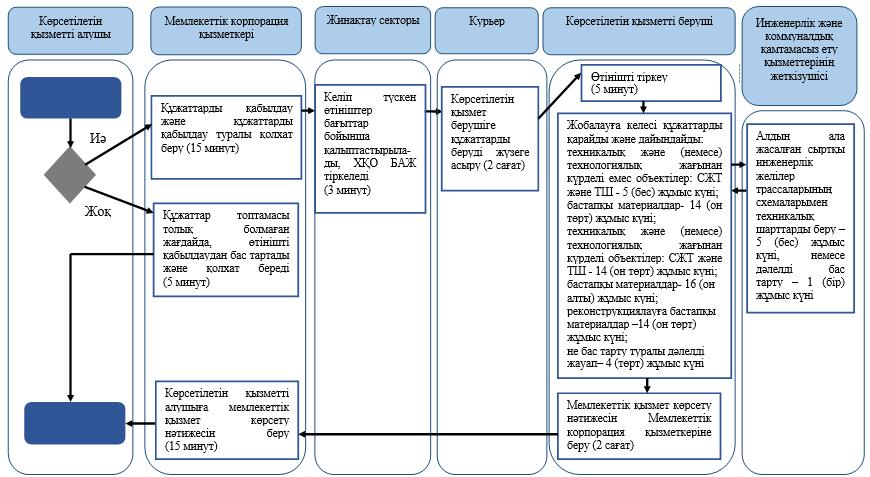 Көрсетілетін
қызметті алушы
Мемлекеттік корпорация
қызметкері
Жинақтау секторы
Курьер
Көрсетілетін қызметті беруші
Инженерлік және
коммуналдық
қамтамасыз ету
қызметтерінің
жеткізушісі
Иә
Жоқ
Құжаттарды қабылдау
және құжаттарды
қабылдау туралы қолхат
беру (15 минут)
Құжаттар топтамасы
толық болмаған
жағдайда, өтінішті
қабылдаудан бас тартады
және қолхат береді
(5 минут)
Көрсетілетін қызметті
алушыға мемлекеттік
қызмет көрсету
нәтижесін беру
(15 минут)
Келіп түскен
өтініштер
бағыттар
бойынша
қалыптастырыла-
ды, ХҚО БАЖ
тіркеледі
(3 минут)
Көрсетілетін
қызмет
берушіге
құжаттарды
беруді жүзеге
асыру (2 сағат)
Өтінішті тіркеу
(5 минут)
Жобалауға келесі құжаттарды
қарайды және дайындайды:
техникалық және (немесе)
технологиялық жағынан
күрделі емес объектілер: СЖТ
және ТШ - 5 (бес) жұмыс күні;
бастапқы материалдар- 14 (он
төрт) жұмыс күні;
техникалық және (немесе)
технологиялық жағынан
күрделі объектілер: СЖТ және
ТШ - 14 (он төрт) жұмыс күні;
бастапқы материалдар- 16 (он
алты) жұмыс күні;
реконструкциялауға бастапқы
материалдар –14 (он төрт)
жұмыс күні;
не бас тарту туралы дәлелді
жауап– 4 (төрт) жұмыс күні
Мемлекеттік қызмет көрсету
нәтижесін Мемлекеттік
корпорация қызметкеріне
беру (2 сағат)
Алдын ала
жасалған сыртқы
инженерлік
желілер
трассаларының
схемаларымен
техникалық
шарттарды беру –
5 (бес) жұмыс
күні, немесе
дәлелді бас
тарту – 1 (бір)
жұмыс күні